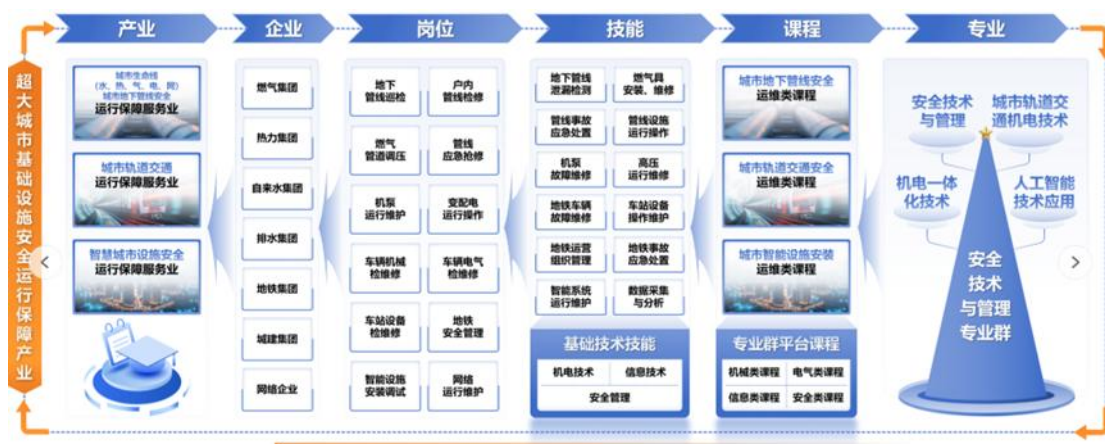 产业
企业
岗位
技能
课程
专业
超大城市基础设施安全运行保障产业
城市生命线
(水、热、气、电、网)
城市地下管线安全
运行保障服务业
城市轨道交通
运行保障服务业
智慧城市设施安全
运行保障服务业
燃气集团
热力集团
自来水集团
排水集团
地铁集团
城建集团
网络企业
地下
管线巡检
户内
管线检修
燃气
管道调压
管线
应急抢修
机泵
运行维护
变配电
运行操作
车辆机械
检维修
车辆电气
检维修
车站设备
检维修
地铁
安全管理
智能设施
安装调试
网络
运行维护
地下管线
泄漏检测
燃气具
安装、维修
管线事故
应急处置
管线设施
运行操作
机泵
故障维修
高压
运行维修
地铁车辆
故障维修
车站设备
操作维护
地铁运营
组织管理
地铁事故
应急处置
智能系统
运行维护
数据采集
与分析
基础技术技能
机电技术
信息技术
安全管理
城市地下管线安全
运维类课程
城市轨道交通安全
运维类课程
城市智能设施安装
运维类课程
专业群平台课程
机械类课程
电气类课程
信息类课程
安全类课程
安全技术
与管理
城市轨道交
通机电技术
机电一体
化技术
人工智能
技术应用
安全
技术
与管理
专业群